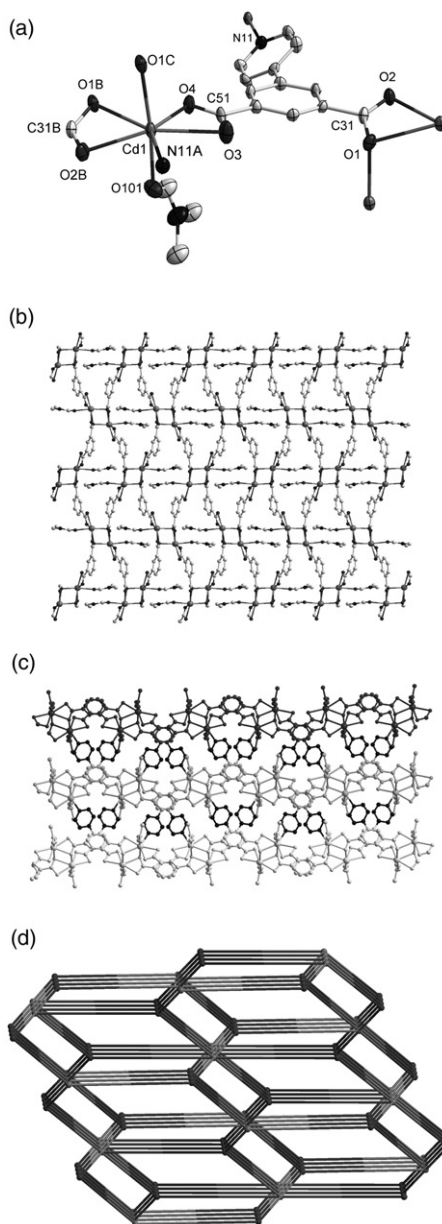 (a)
O1C
N11
O1B
O4
C51
O2
C31B
C31
Cd1
N11A
O3
O1
O2B
O101
(b)
(c)
(d)